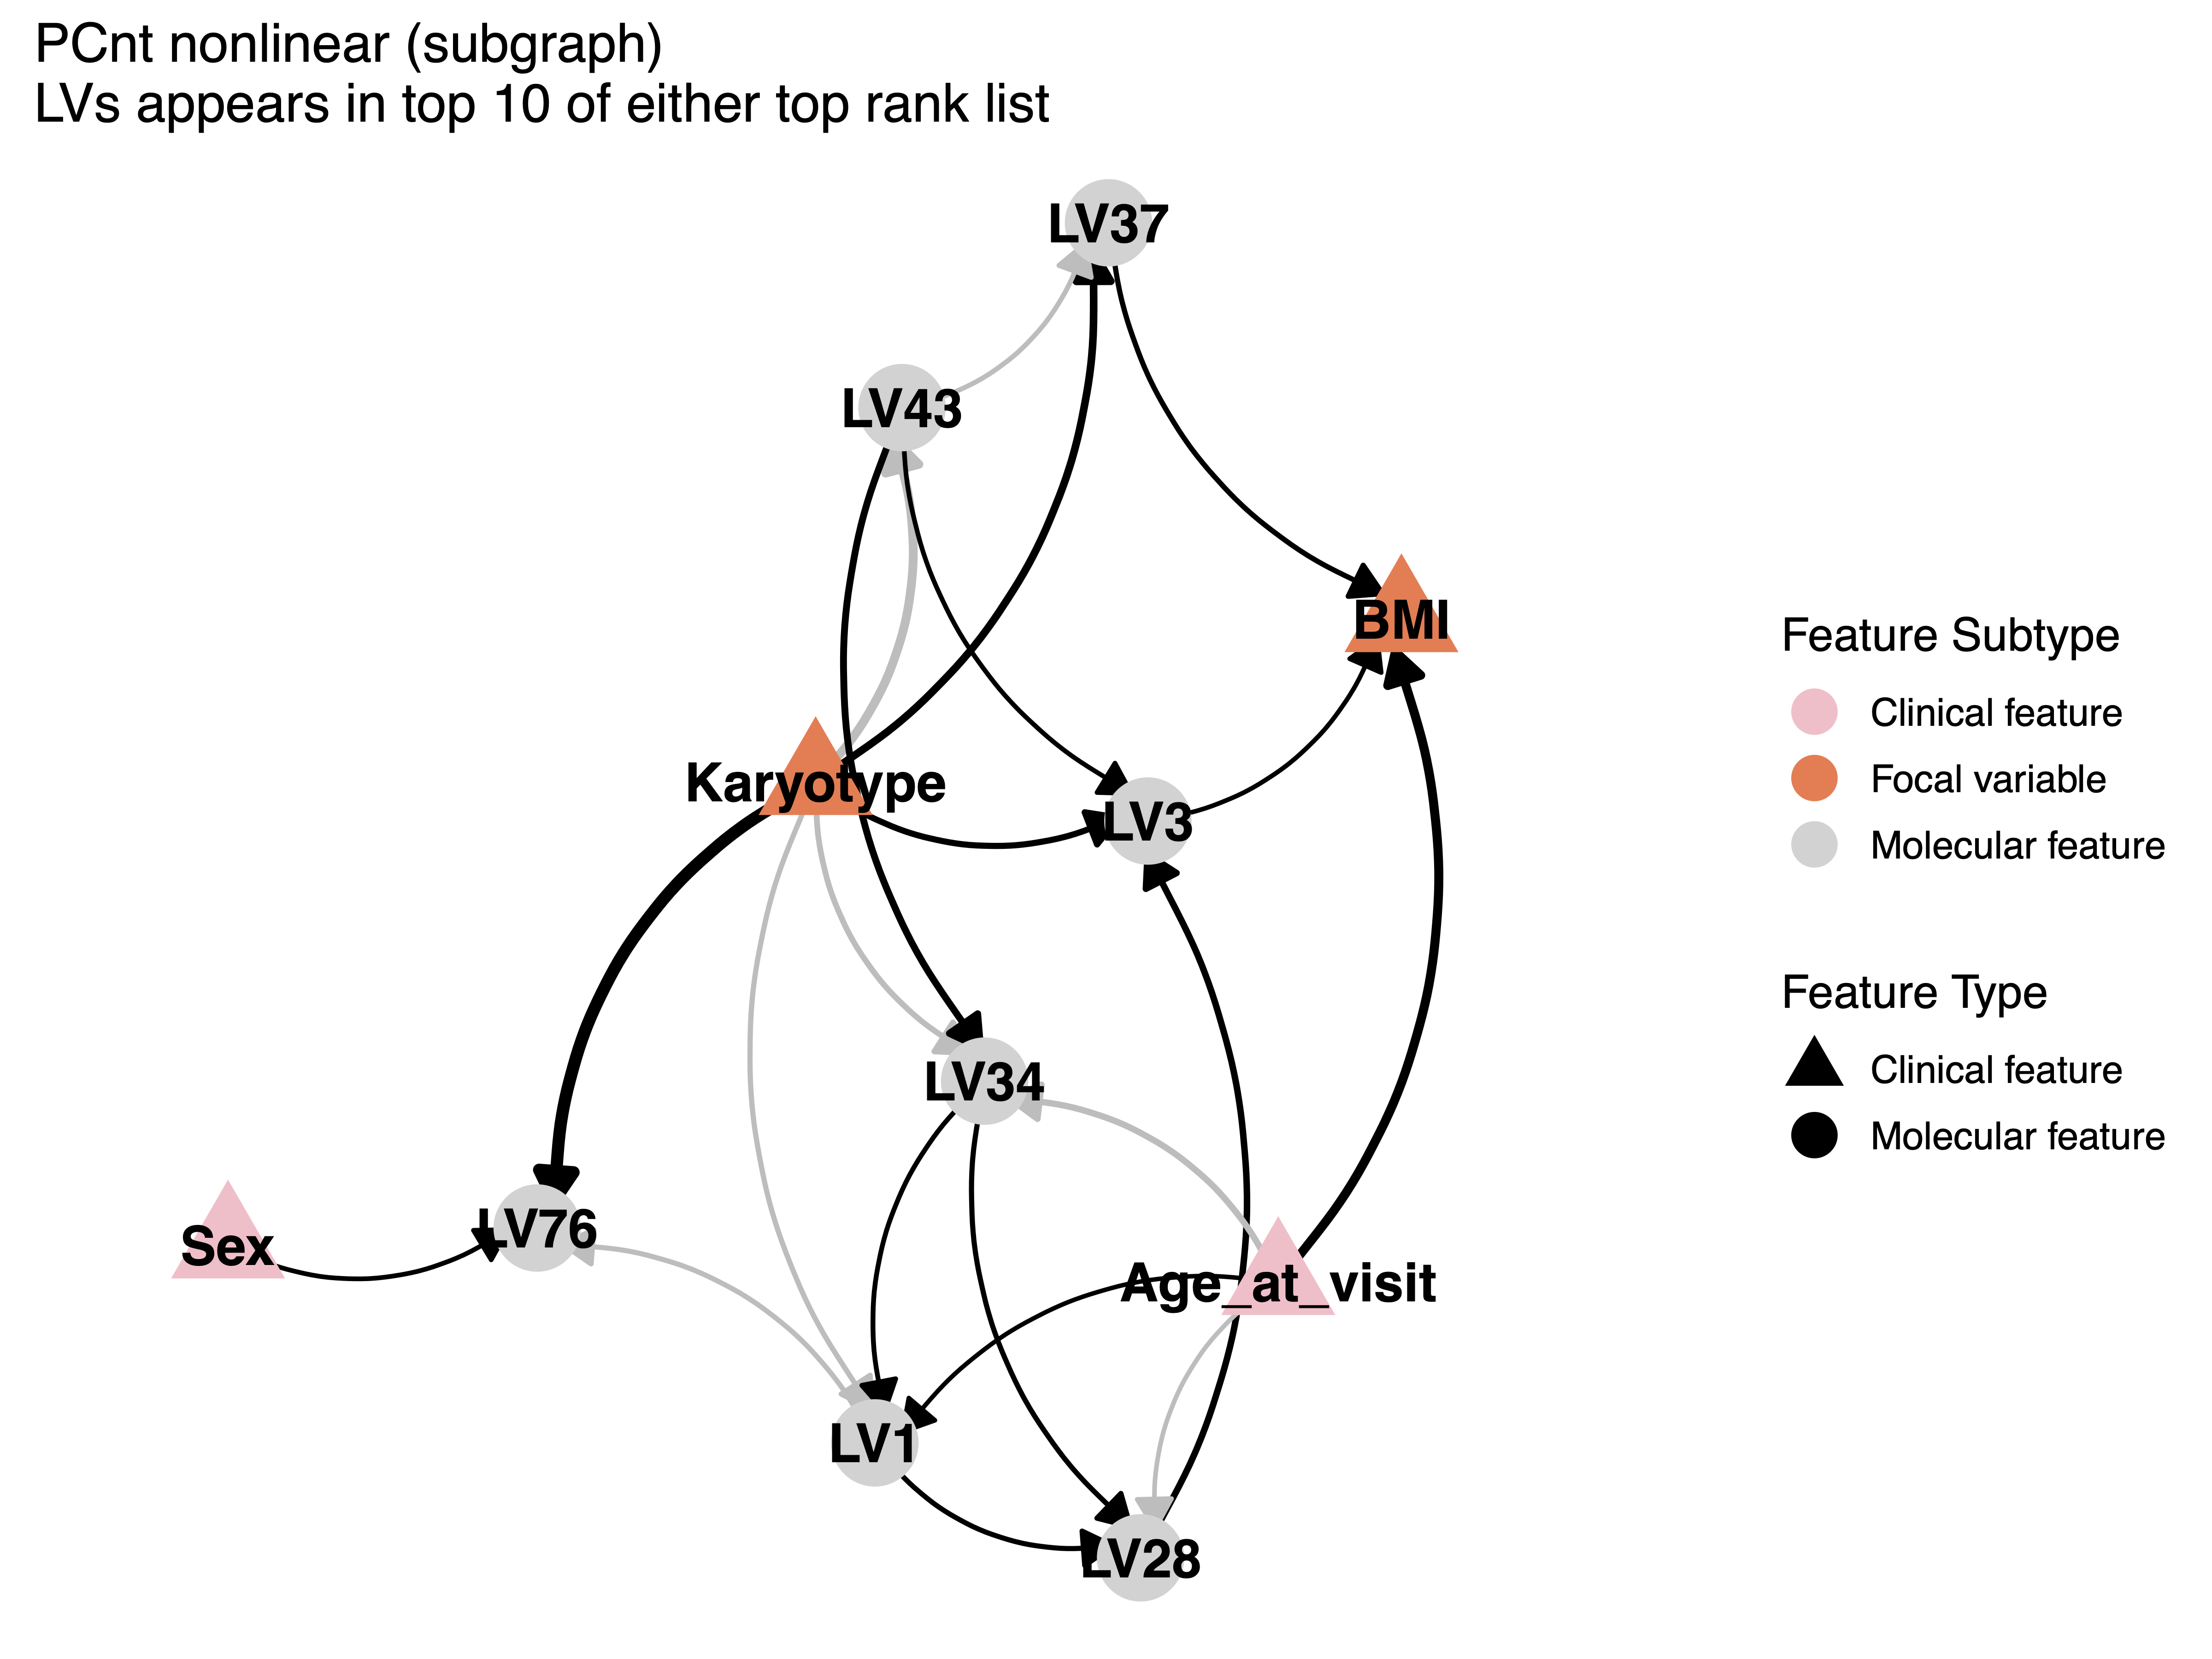 PCnt nonlinear (subgraph)
LVs appears in top 10 of either top rank list
LV37
LV43
BMI
Karyotype
LV3
LV34
LV76
Sex
Age_at_visit
LV1
LV28
Feature Subtype
Clinical feature
Focal variable
Molecular feature
Feature Type
Clinical feature
Molecular feature